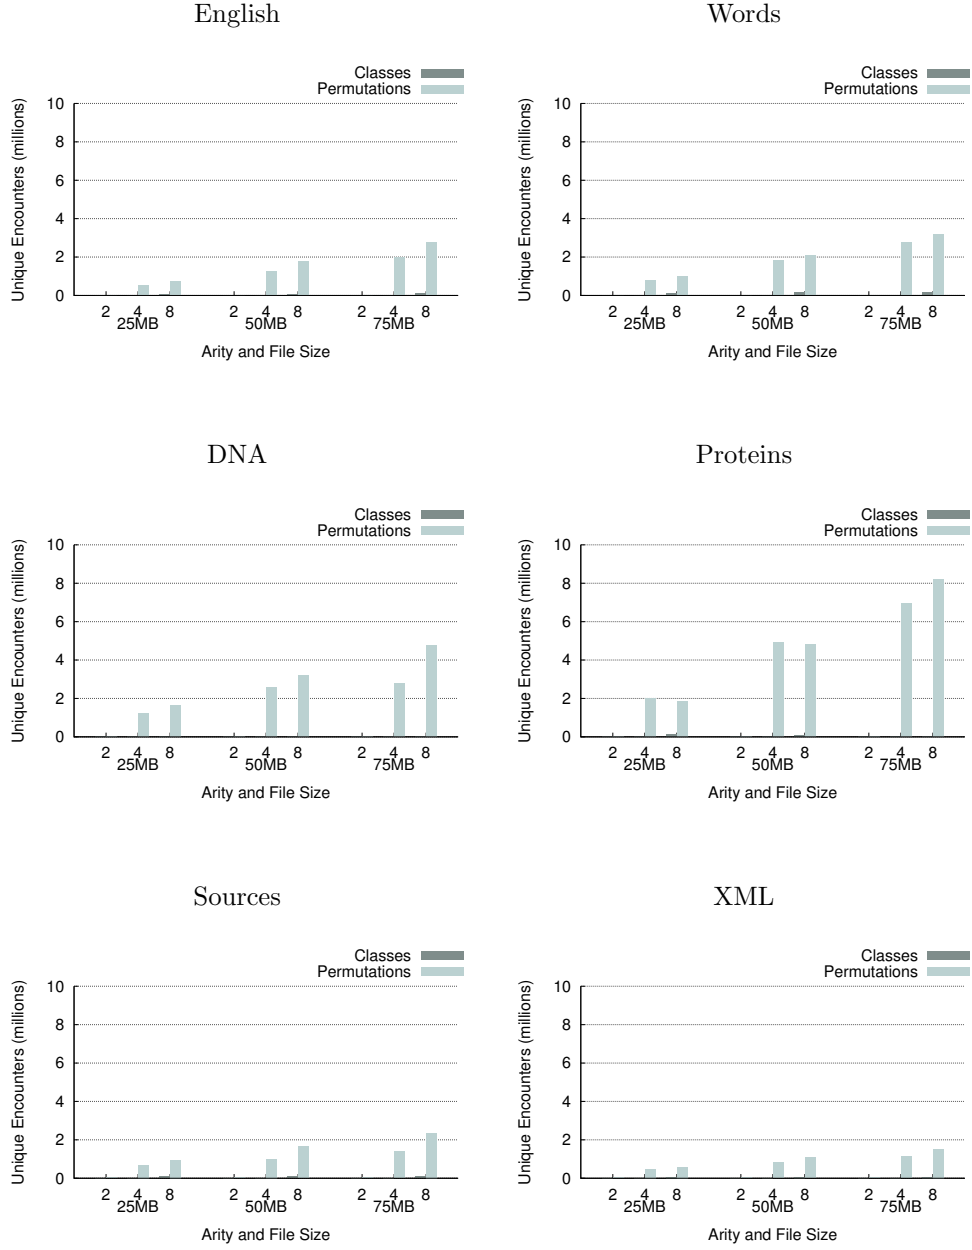 English
Classes
Permutations
Unique Encounters (millions)
10
8
6
4
2
0
2 4 8 2 4 8 2 4 8
25MB 50MB 75MB
Arity and File Size
Words
Classes
Permutations
Unique Encounters (millions)
10
8
6
4
2
0
2 4 8 2 4 8 2 4 8
25MB 50MB 75MB
Arity and File Size
DNA
Classes
Permutations
Unique Encounters (millions)
10
8
6
4
2
0
2 4 8 2 4 8 2 4 8
25MB 50MB 75MB
Arity and File Size
Proteins
Classes
Permutations
Unique Encounters (millions)
10
8
6
4
2
0
2 4 8 2 4 8 2 4 8
25MB 50MB 75MB
Arity and File Size
Sources
Classes
Permutations
Unique Encounters (millions)
10
8
6
4
2
0
2 4 8 2 4 8 2 4 8
25MB 50MB 75MB
Arity and File Size
XML
Classes
Permutations
Unique Encounters (millions)
10
8
6
4
2
0
2 4 8 2 4 8 2 4 8
25MB 50MB 75MB
Arity and File Size